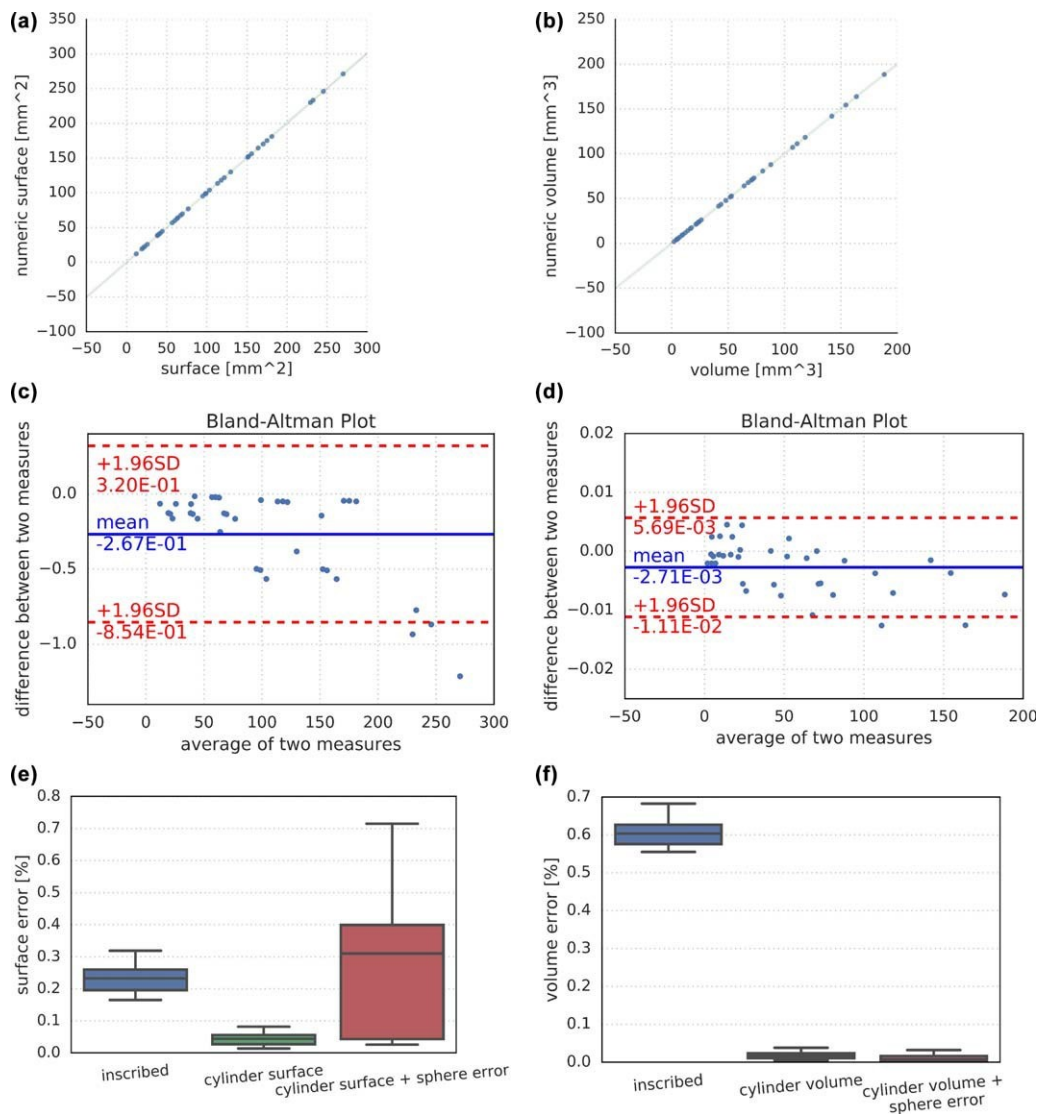 (a)
350
300
250
200
150
100
50
0
−50
−100
numeric surface [mm^2]
−50 0 50 100 150 200 250 300
surface [mm^2]
(b)
250
200
150
100
50
0
−50
−100
numeric volume [mm^3]
−50 0 50 100 150 200
volume [mm^3]
(c)
Bland-Altman Plot
difference between two measures
0.0
−0.5
−1.0
+1.96SD
3.20E-01
mean
-2.67E-01
+1.96SD
-8.54E-01
−50 0 50 100 150 200 250 300
average of two measures
(d)
Bland-Altman Plot
difference between two measures
0.02
0.01
0.00
−0.01
−0.02
+1.96SD
5.69E-03
mean
-2.71E-03
+1.96SD
-1.11E-02
−50 0 50 100 150 200
average of two measures
(e)
0.8
0.7
0.6
0.5
0.4
0.3
0.2
0.1
0.0
surface error [%]
inscribed
cylinder surface
cylinder surface + sphere error
(f)
0.7
0.6
0.5
0.4
0.3
0.2
0.1
0.0
volume error [%]
inscribed
cylinder volume
cylinder volume +
sphere error